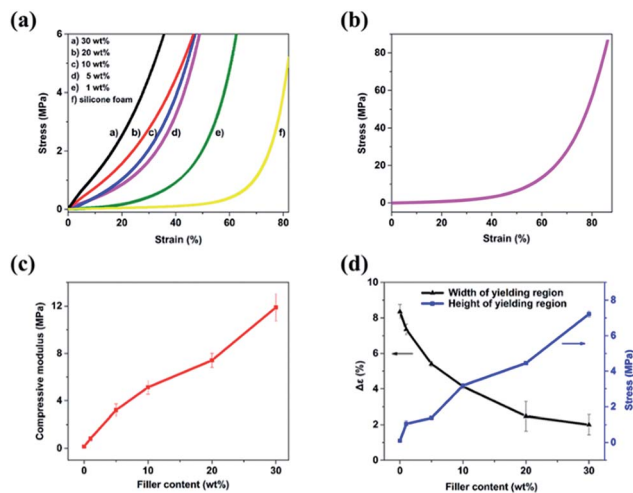 (a)
a) 30 wt%
b) 20 wt%
c) 10 wt%
d) 5 wt%
e) 1 wt%
f) silicone foam
a) b) c) d) e) f)
Stress (MPa)
6
4
2
0
0 20 40 60 80
Strain (%)
(b)
Stress (MPa)
80
60
40
20
0
0 20 40 60 80
Strain (%)
(c)
Compressive modulus (MPa)
12
8
4
0
0 10 20 30
Filler content (wt%)
(d)
Width of yielding region
Height of yielding region
Δε (%)
10
8
6
4
2
0
8
6
4
2
0
Stress (MPa)
0 10 20 30
Filler content (wt%)